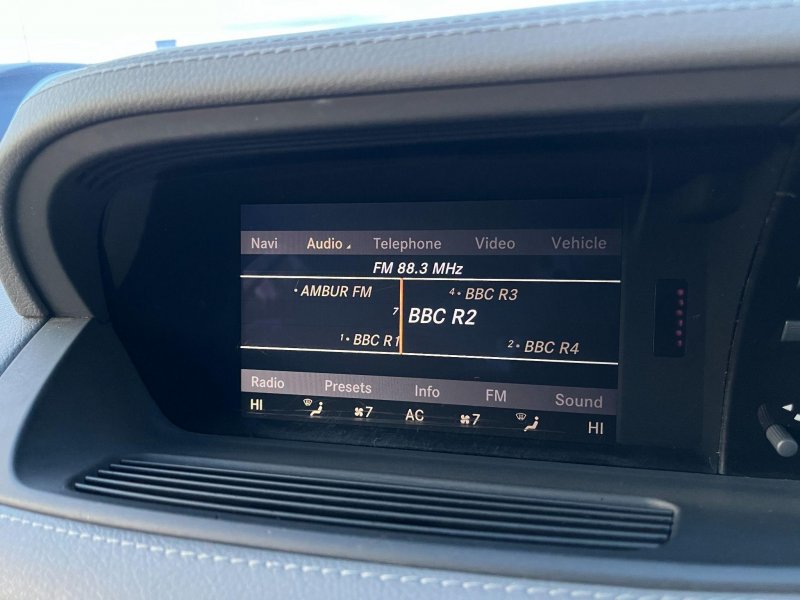 Navi Audio Telephone Video Vehicle
FM 88.3 MHz
• AMBUR FM 4• BBC R3
7 BBC R2
1• BBC R1 2• BBC R4
Radio Presets Info FM Sound
HI 7 AC 7 HI